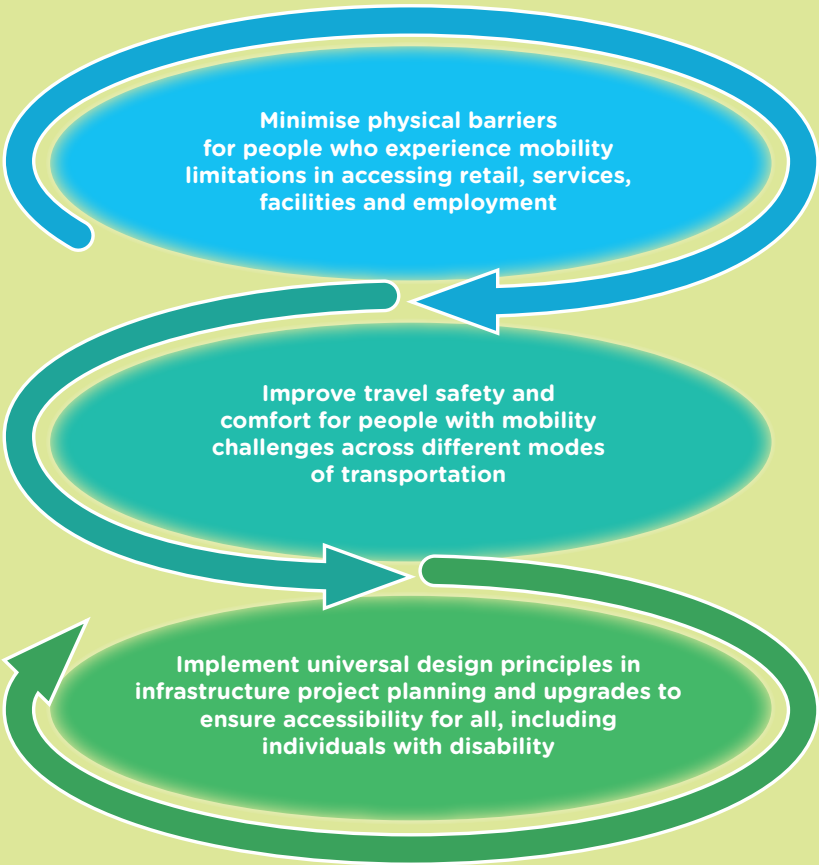 Minimise physical barriers
for people who experience mobility
limitations in accessing retail, services,
facilities and employment
Improve travel safety and
comfort for people with mobility
challenges across different modes
of transportation
Implement universal design principles in
infrastructure project planning and upgrades to
ensure accessibility for all, including
individuals with disability